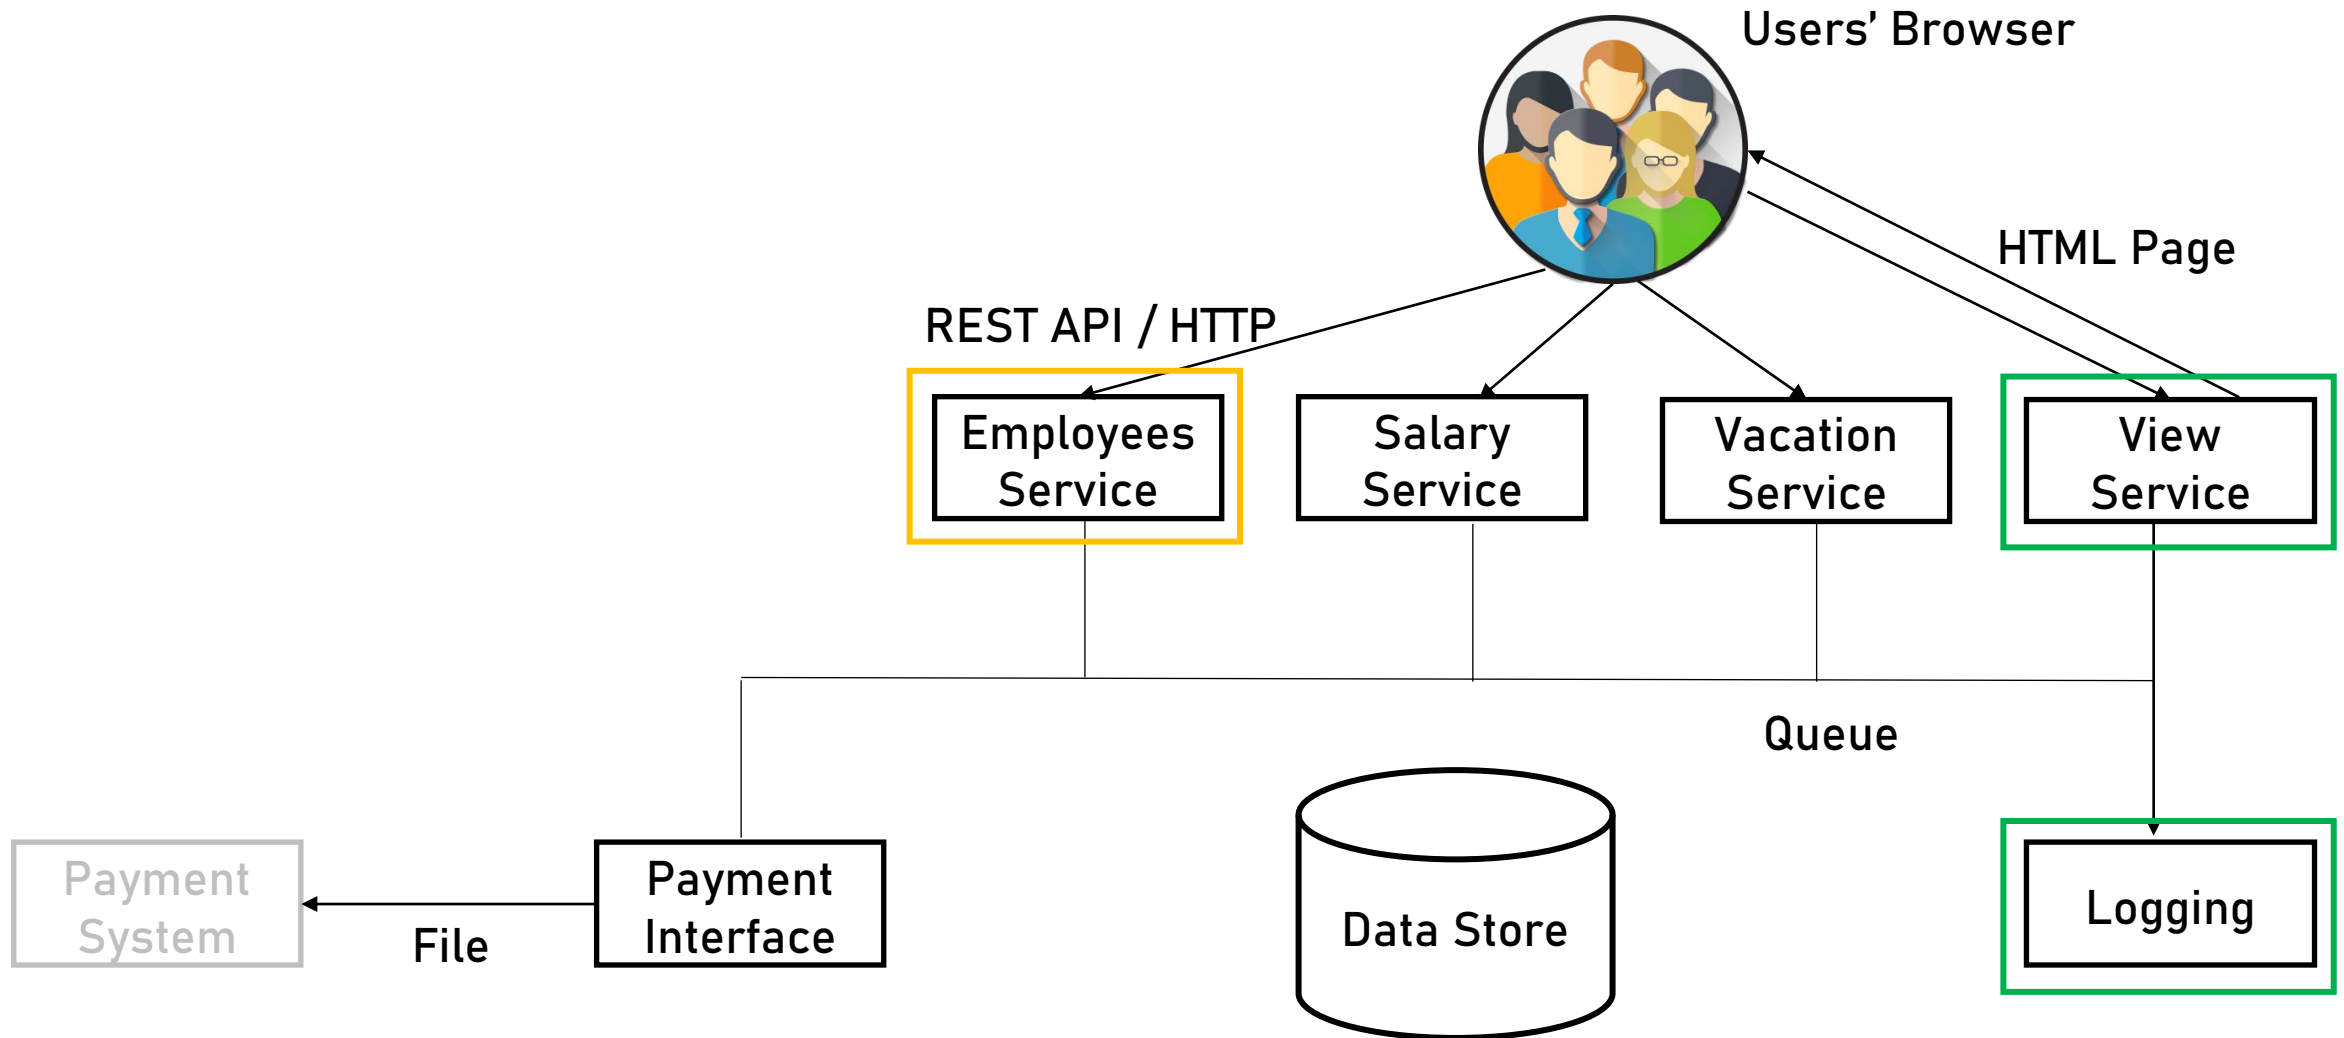 Users’ Browser
HTML Page
REST API / HTTP
Employees
Service
Salary
Service
Vacation
Service
View
Service
Queue
Payment
System
File
Payment
Interface
Data Store
Logging